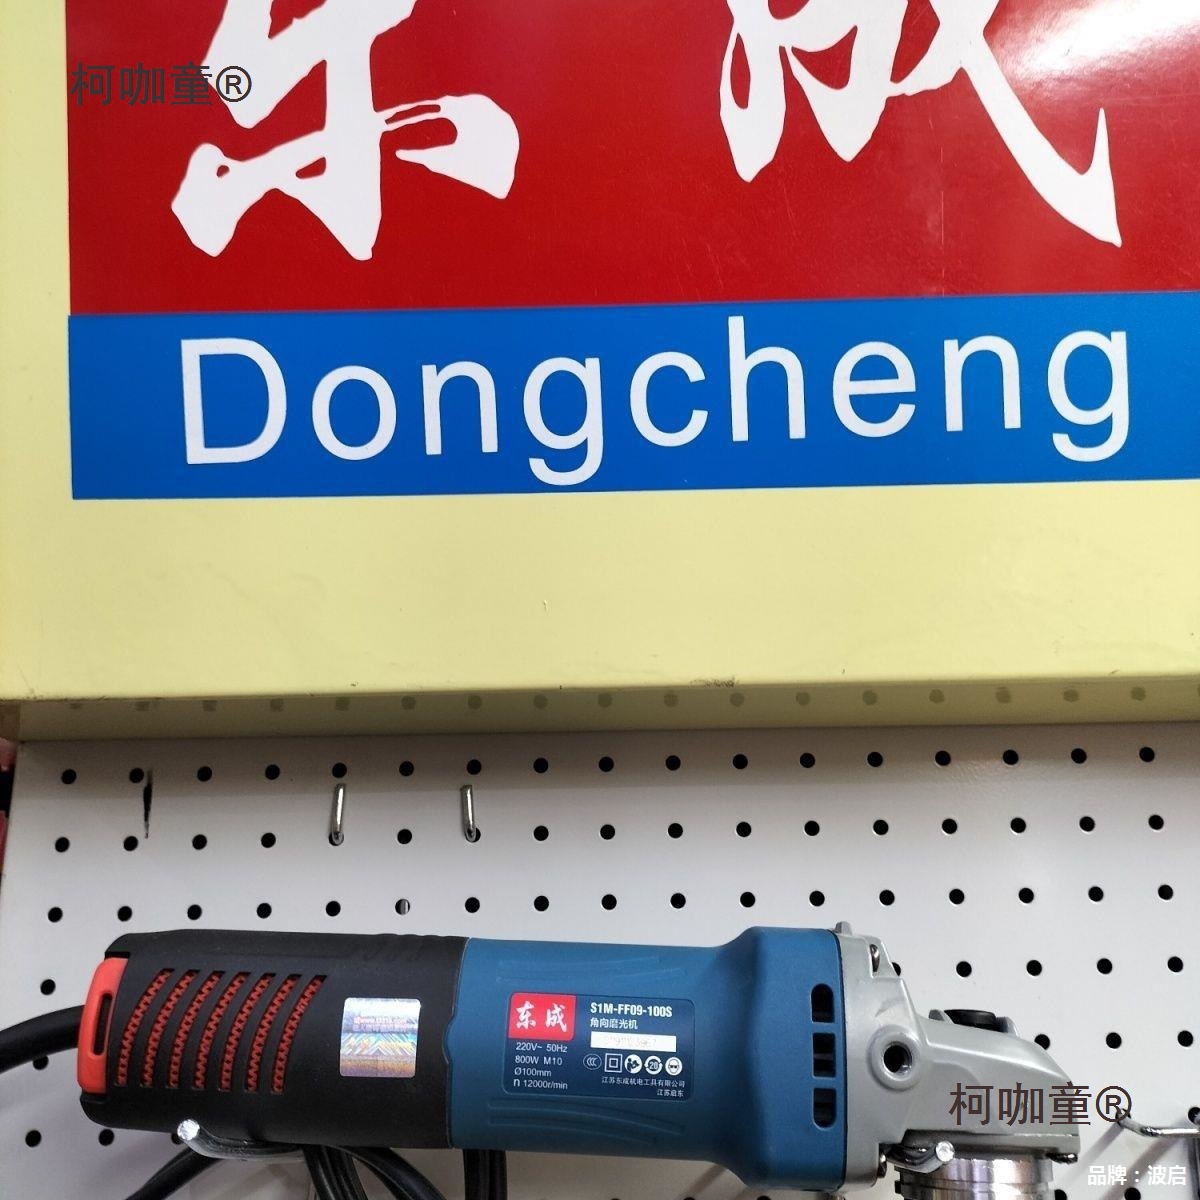 东成
柯咖童®
Dongcheng
东成
S1M-FF09-100S
角向磨光机
220V~ 50Hz
800W M10
Ø100mm
n 12000r/min
江苏东成机电工具有限公司
江苏启东
柯咖童®
品牌：波启